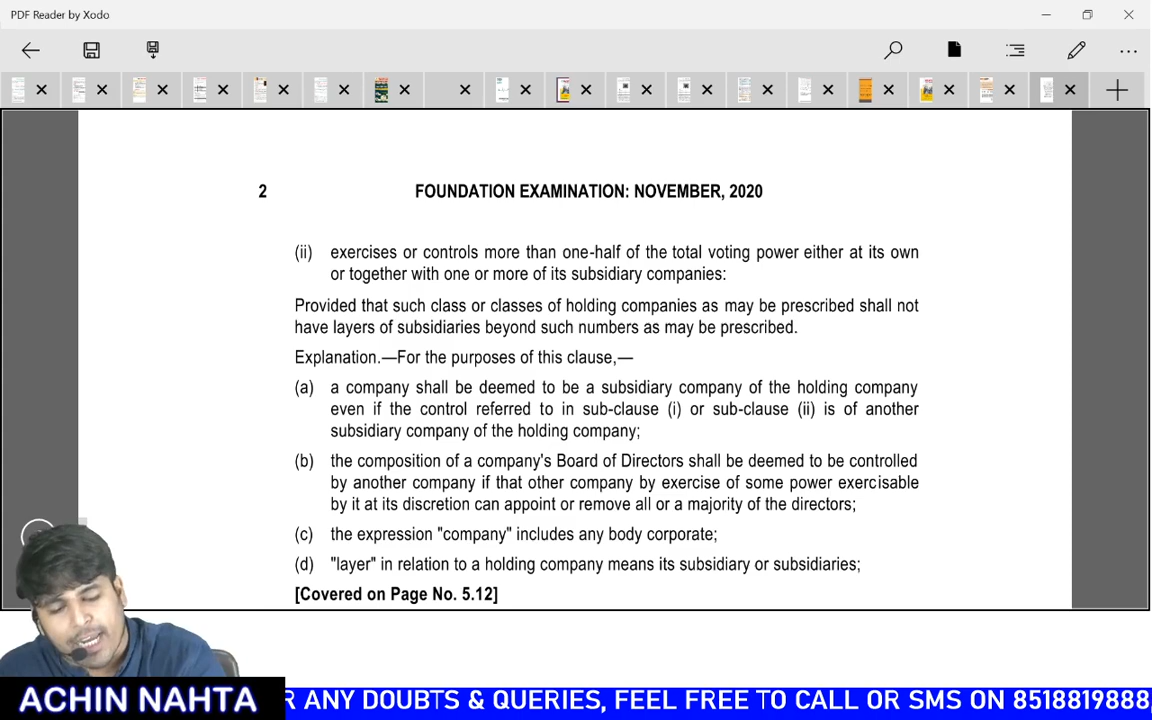 PDF Reader by Xodo
2 FOUNDATION EXAMINATION: NOVEMBER, 2020
(ii) exercises or controls more than one-half of the total voting power either at its own
or together with one or more of its subsidiary companies:
Provided that such class or classes of holding companies as may be prescribed shall not
have layers of subsidiaries beyond such numbers as may be prescribed.
Explanation.—For the purposes of this clause,—
(a) a company shall be deemed to be a subsidiary company of the holding company
even if the control referred to in sub-clause (i) or sub-clause (ii) is of another
subsidiary company of the holding company;
(b) the composition of a company's Board of Directors shall be deemed to be controlled
by another company if that other company by exercise of some power exercisable
by it at its discretion can appoint or remove all or a majority of the directors;
(c) the expression "company" includes any body corporate;
(d) "layer" in relation to a holding company means its subsidiary or subsidiaries;
[Covered on Page No. 5.12]
ACHIN NAHTA
R ANY DOUBTS & QUERIES, FEEL FREE TO CALL OR SMS ON 8518819888,